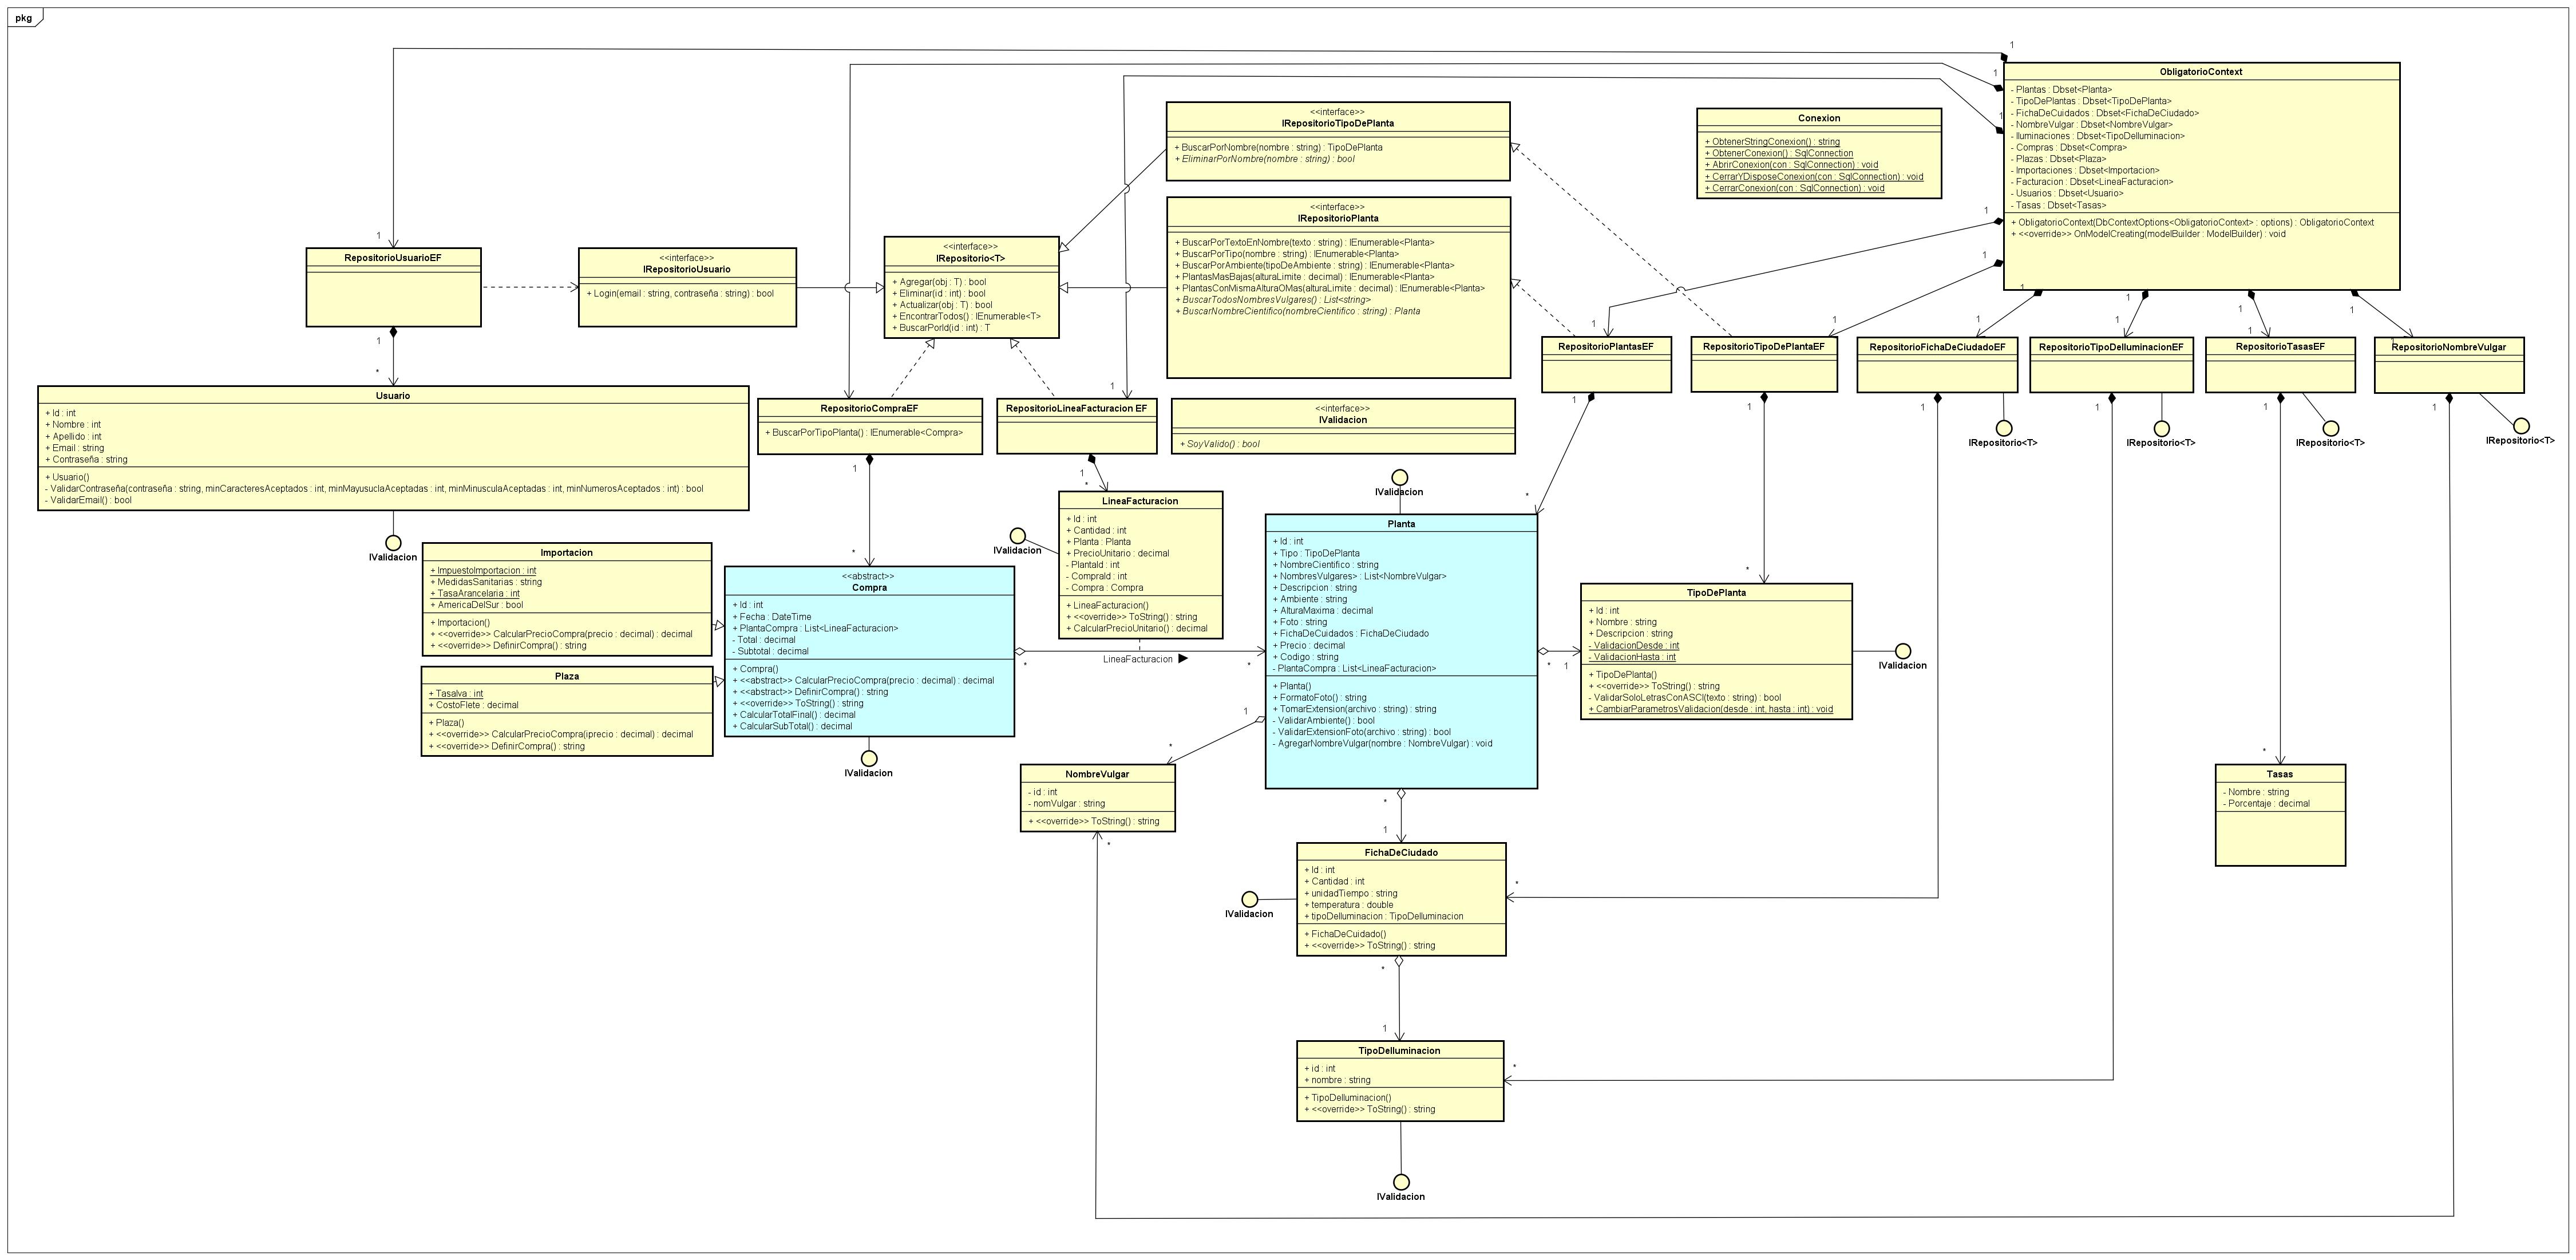 pkg
ObligatorioContext
- Plantas : Dbset<Planta>
- TipoDePlantas : Dbset<TipoDePlanta>
- FichaDeCuidados : Dbset<FichaDeCiudado>
- NombreVulgar : Dbset<NombreVulgar>
- Iluminaciones : Dbset<TipoDeIluminacion>
- Compras : Dbset<Compra>
- Plazas : Dbset<Plaza>
- Importaciones : Dbset<Importacion>
- Facturacion : Dbset<LineaFacturacion>
- Usuarios : Dbset<Usuario>
- Tasas : Dbset<Tasas>
+ ObligatorioContext(DbContextOptions<ObligatorioContext> : options) : ObligatorioContext
+ <<override>> OnModelCreating(modelBuilder : ModelBuilder) : void
<<interface>>
IRepositorioTipoDePlanta
+ BuscarPorNombre(nombre : string) : TipoDePlanta
+ EliminarPorNombre(nombre : string) : bool
Conexion
+ ObtenerStringConexion() : string
+ ObtenerConexion() : SqlConnection
+ AbrirConexion(con : SqlConnection) : void
+ CerrarYDisposeConexion(con : SqlConnection) : void
+ CerrarConexion(con : SqlConnection) : void
<<interface>>
IRepositorioPlanta
+ BuscarPorTextoEnNombre(texto : string) : IEnumerable<Planta>
+ BuscarPorTipo(nombre : string) : IEnumerable<Planta>
+ BuscarPorAmbiente(tipoDeAmbiente : string) : IEnumerable<Planta>
+ PlantasMasBajas(alturaLimite : decimal) : IEnumerable<Planta>
+ PlantasConMismaAlturaOMas(alturaLimite : decimal) : IEnumerable<Planta>
+ BuscarTodosNombresVulgares() : List<string>
+ BuscarNombreCientifico(nombreCientifico : string) : Planta
RepositorioUsuarioEF
<<interface>>
IRepositorioUsuario
+ Login(email : string, contraseña : string) : bool
<<interface>>
IRepositorio<T>
+ Agregar(obj : T) : bool
+ Eliminar(id : int) : bool
+ Actualizar(obj : T) : bool
+ EncontrarTodos() : IEnumerable<T>
+ BuscarPorId(id : int) : T
RepositorioPlantasEF
RepositorioTipoDePlantaEF
RepositorioFichaDeCiudadoEF
RepositorioTipoDeIluminacionEF
RepositorioTasasEF
RepositorioNombreVulgar
IRepositorio<T>
IRepositorio<T>
IRepositorio<T>
IRepositorio<T>
Usuario
+ Id : int
+ Nombre : int
+ Apellido : int
+ Email : string
+ Contraseña : string
+ Usuario()
- ValidarContraseña(contraseña : string, minCaracteresAceptados : int, minMayusuclaAceptadas : int, minMinusculaAceptadas : int, minNumerosAceptados : int) : bool
- ValidarEmail() : bool
IValidacion
RepositorioCompraEF
+ BuscarPorTipoPlanta() : IEnumerable<Compra>
RepositorioLineaFacturacion EF
<<interface>>
IValidacion
+ SoyValido() : bool
LineaFacturacion
+ Id : int
+ Cantidad : int
+ Planta : Planta
+ PrecioUnitario : decimal
- PlantaId : int
- CompraId : int
- Compra : Compra
+ LineaFacturacion()
+ <<override>> ToString() : string
+ CalcularPrecioUnitario() : decimal
IValidacion
LineaFacturacion
Importacion
+ ImpuestoImportacion : int
+ MedidasSanitarias : string
+ TasaArancelaria : int
+ AmericaDelSur : bool
+ Importacion()
+ <<override>> CalcularPrecioCompra(precio : decimal) : decimal
+ <<override>> DefinirCompra() : string
Plaza
+ TasaIva : int
+ CostoFlete : decimal
+ Plaza()
+ <<override>> CalcularPrecioCompra(iprecio : decimal) : decimal
+ <<override>> DefinirCompra() : string
<<abstract>>
Compra
+ Id : int
+ Fecha : DateTime
+ PlantaCompra : List<LineaFacturacion>
- Total : decimal
- Subtotal : decimal
+ Compra()
+ <<abstract>> CalcularPrecioCompra(precio : decimal) : decimal
+ <<abstract>> DefinirCompra() : string
+ <<override>> ToString() : string
+ CalcularTotalFinal() : decimal
+ CalcularSubTotal() : decimal
IValidacion
IValidacion
Planta
+ Id : int
+ Tipo : TipoDePlanta
+ NombreCientifico : string
+ NombresVulgares> : List<NombreVulgar>
+ Descripcion : string
+ Ambiente : string
+ AlturaMaxima : decimal
+ Foto : string
+ FichaDeCuidados : FichaDeCiudado
+ Precio : decimal
+ Codigo : string
- PlantaCompra : List<LineaFacturacion>
+ Planta()
+ FormatoFoto() : string
+ TomarExtension(archivo : string) : string
- ValidarAmbiente() : bool
- ValidarExtensionFoto(archivo : string) : bool
- AgregarNombreVulgar(nombre : NombreVulgar) : void
TipoDePlanta
+ Id : int
+ Nombre : string
+ Descripcion : string
- ValidacionDesde : int
- ValidacionHasta : int
+ TipoDePlanta()
+ <<override>> ToString() : string
- ValidarSoloLetrasConASCI(texto : string) : bool
+ CambiarParametrosValidacion(desde : int, hasta : int) : void
IValidacion
NombreVulgar
- id : int
- nomVulgar : string
+ <<override>> ToString() : string
Tasas
- Nombre : string
- Porcentaje : decimal
FichaDeCiudado
+ Id : int
+ Cantidad : int
+ unidadTiempo : string
+ temperatura : double
+ tipoDeIluminacion : TipoDeIluminacion
+ FichaDeCuidado()
+ <<override>> ToString() : string
IValidacion
TipoDeIluminacion
+ id : int
+ nombre : string
+ TipoDeIluminacion()
+ <<override>> ToString() : string
IValidacion